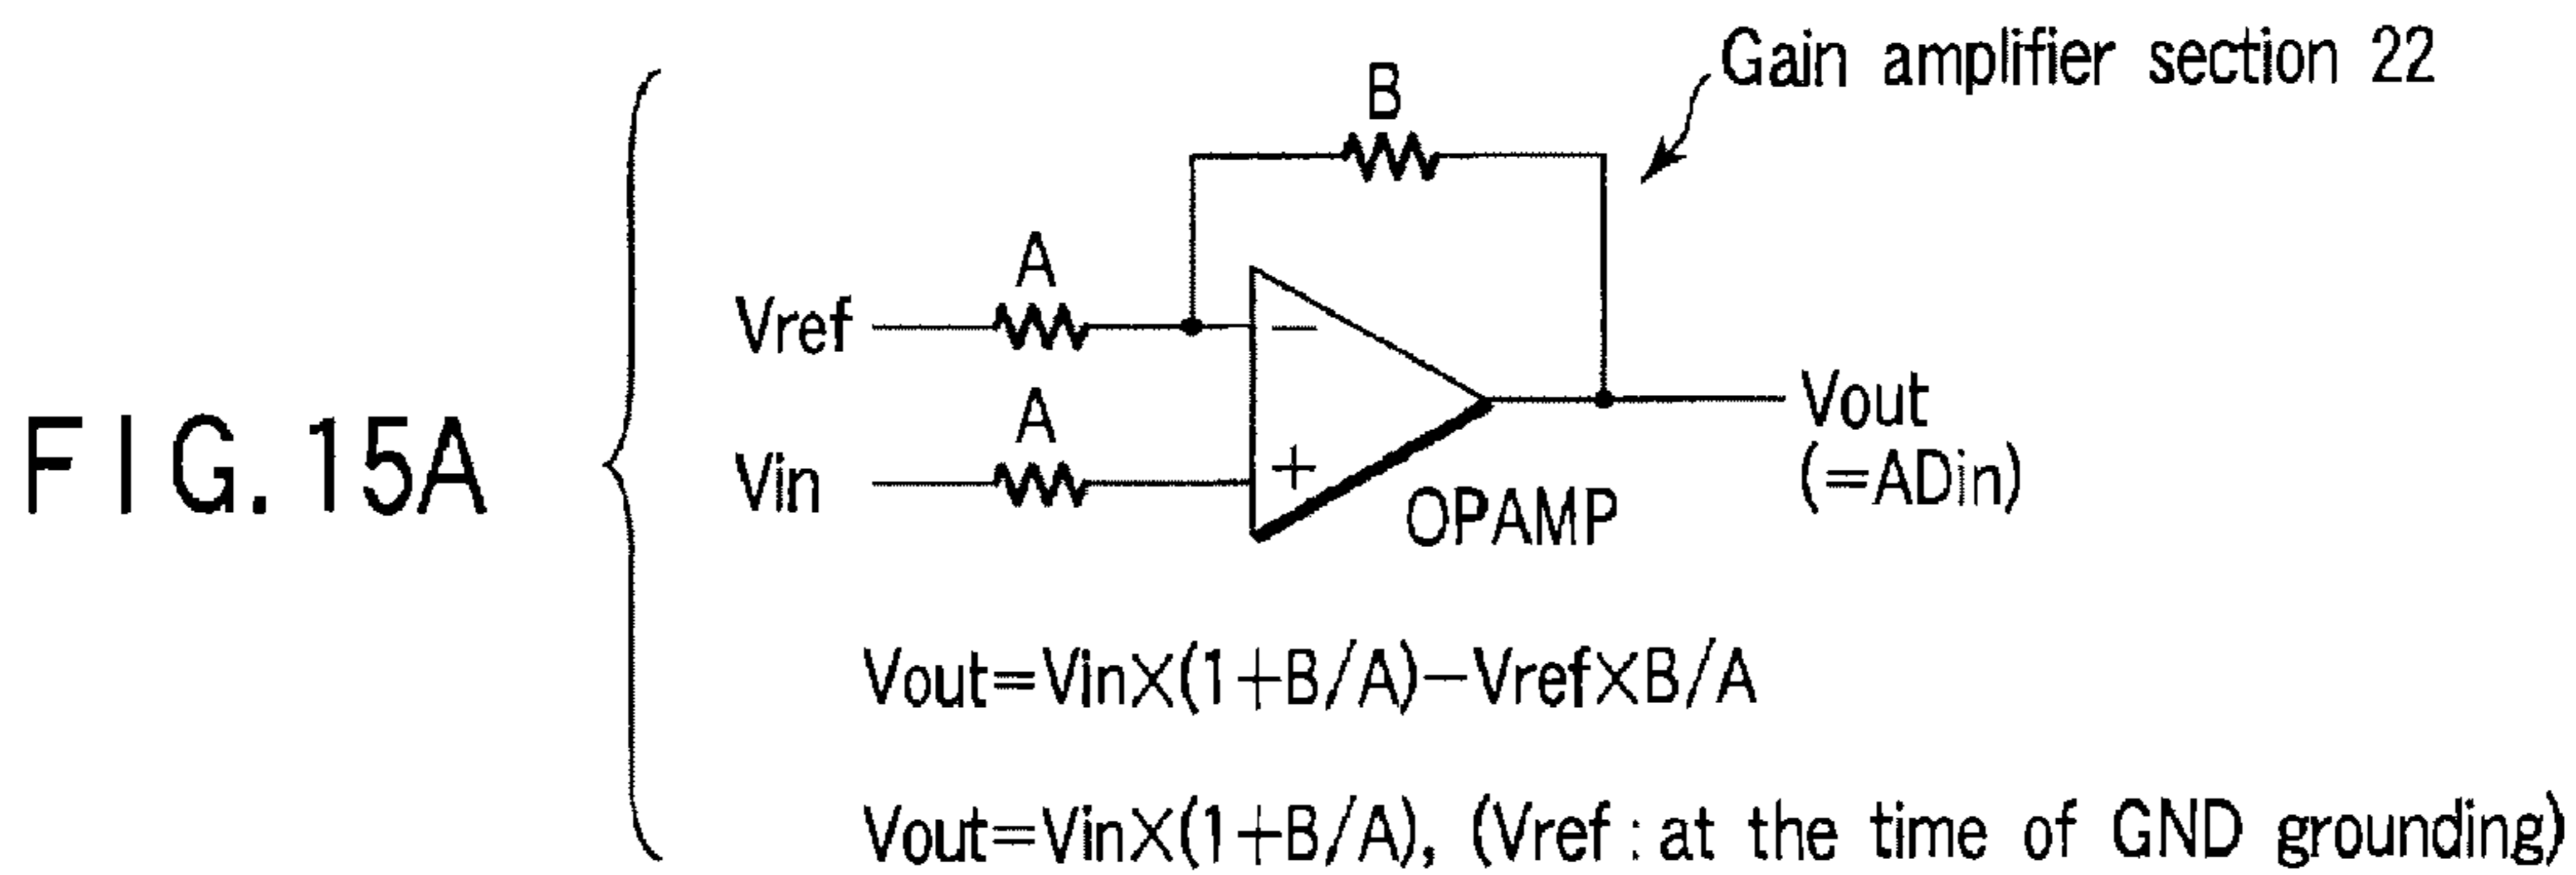 Gain amplifier section 22
B
A
Vref
−
A
Vin
+
OPAMP
Vout
(=ADin)
FIG.15A
Vout=Vin×(1+B/A)−Vref×B/A
Vout=Vin×(1+B/A), (Vref : at the time of GND grounding)